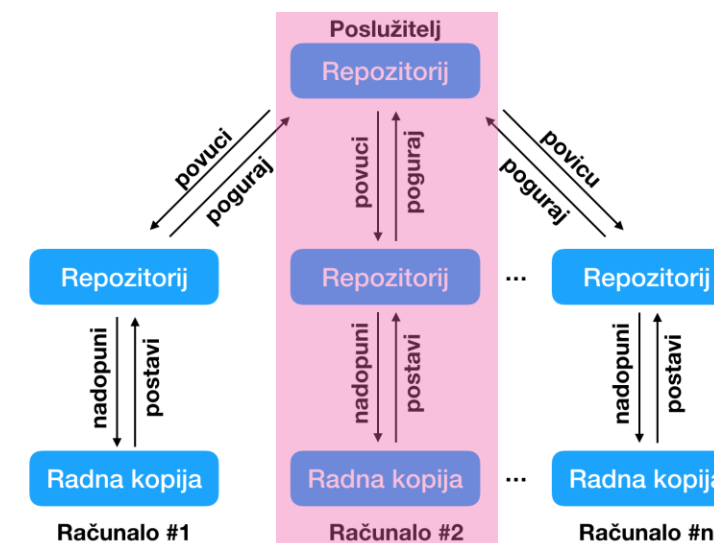 Poslužitelj
Repozitorij
povuci
poguraj
povuci
poguraj
povicu
poguraj
Repozitorij
Repozitorij
...
Repozitorij
nadopuni
postavi
nadopuni
postavi
nadopuni
postavi
Radna kopija
Radna kopija
...
Radna kopija
Računalo #1
Računalo #2
Računalo #n